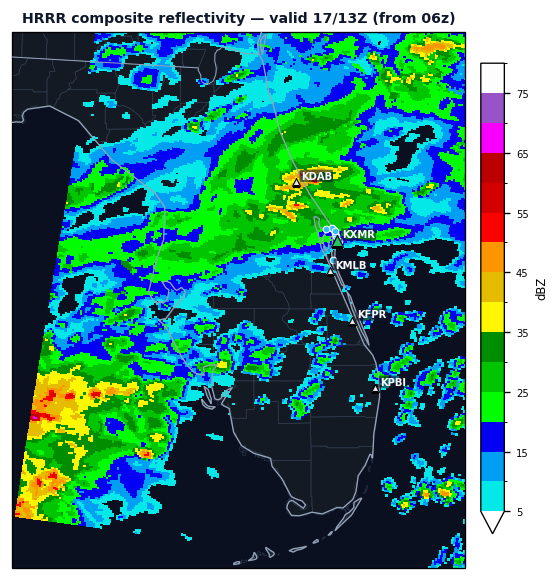 HRRR composite reflectivity — valid 17/13Z (from 06z)
KDAB
KXMR
KMLB
KFPR
KPBI
75
65
55
45
35
25
15
5
dBZ